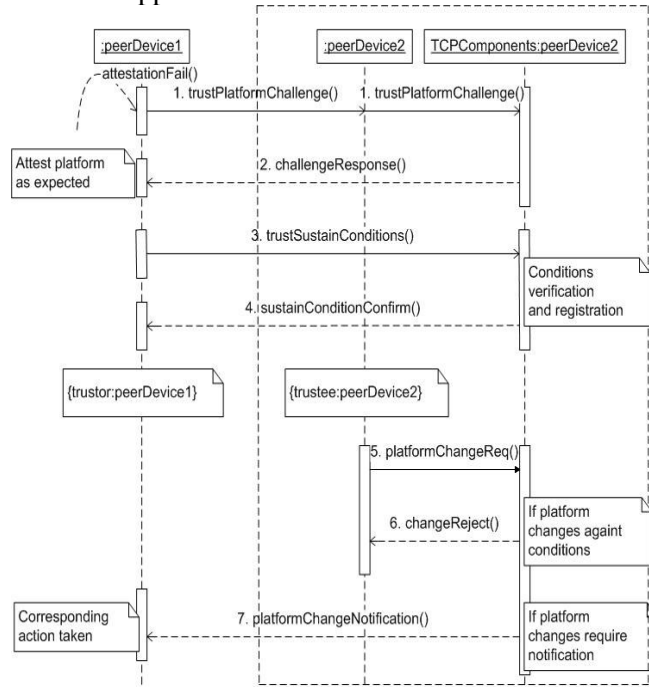 :peerDevice1
:peerDevice2
TCPComponents:peerDevice2
attestationFail()
1. trustPlatformChallenge()
1. trustPlatformChallenge()
Attest platform
as expected
2. challengeResponse()
3. trustSustainConditions()
Conditions
verification
and registration
4. sustainConditionConfirm()
{trustor:peerDevice1}
{trustee:peerDevice2}
5. platformChangeReq()
6. changeReject()
If platform
changes againt
conditions
Corresponding
action taken
7. platformChangeNotification()
If platform
changes require
notification